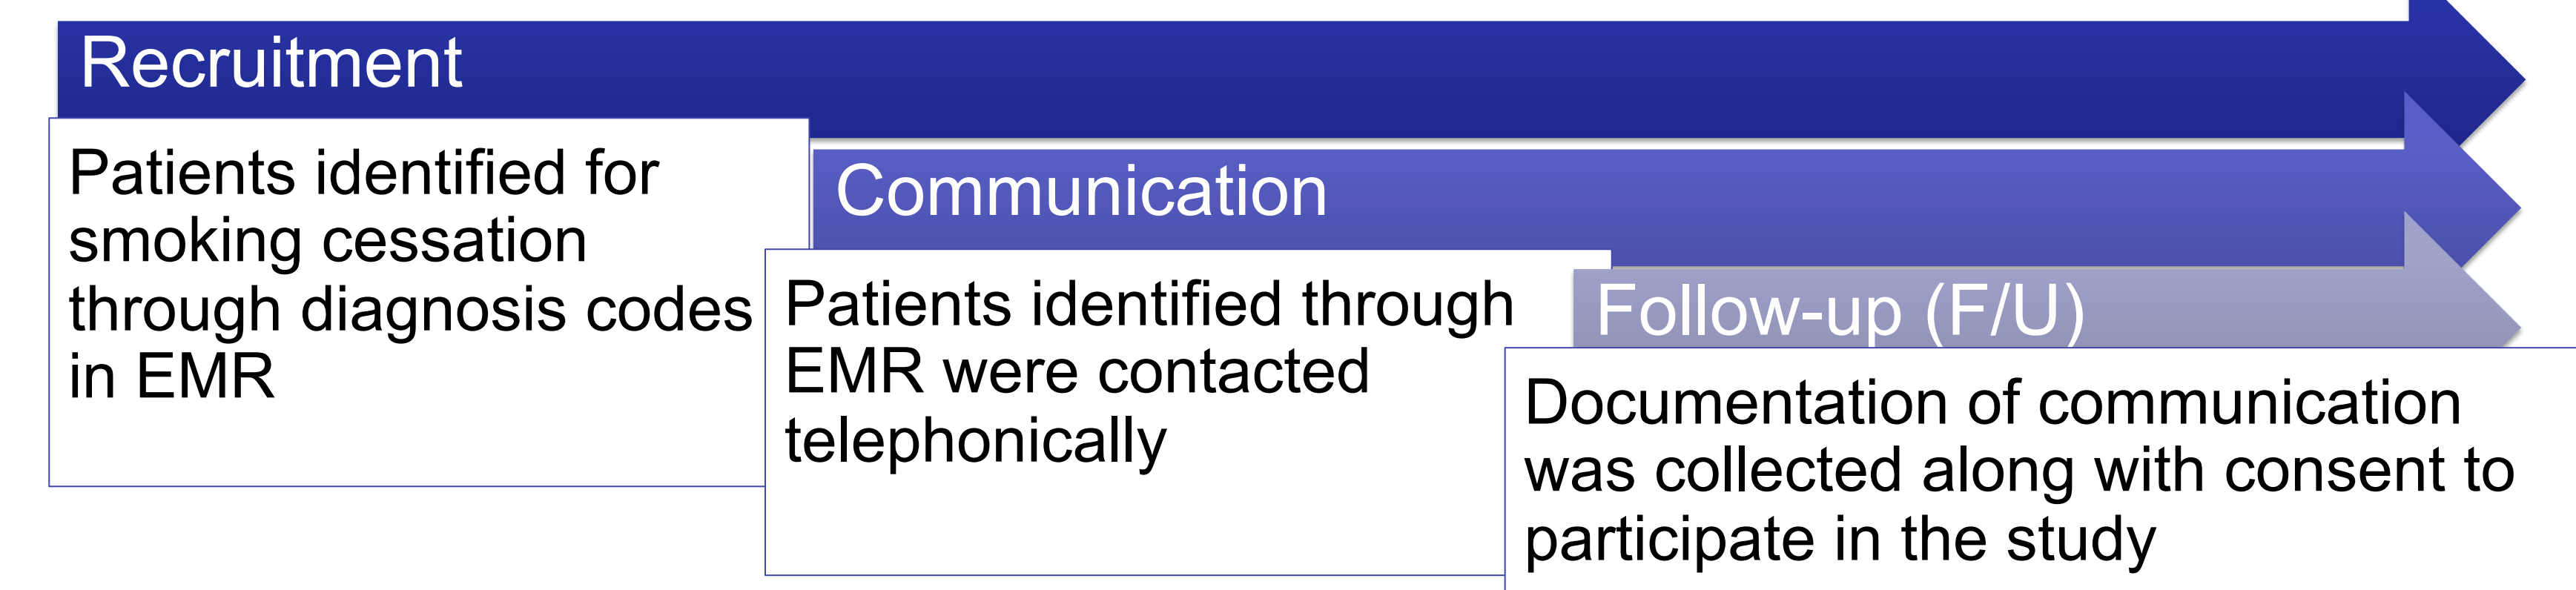 Recruitment
Patients identified for
smoking cessation
through diagnosis codes
in EMR
Communication
Patients identified through
EMR were contacted
telephonically
Follow-up (F/U)
Documentation of communication
was collected along with consent to
participate in the study